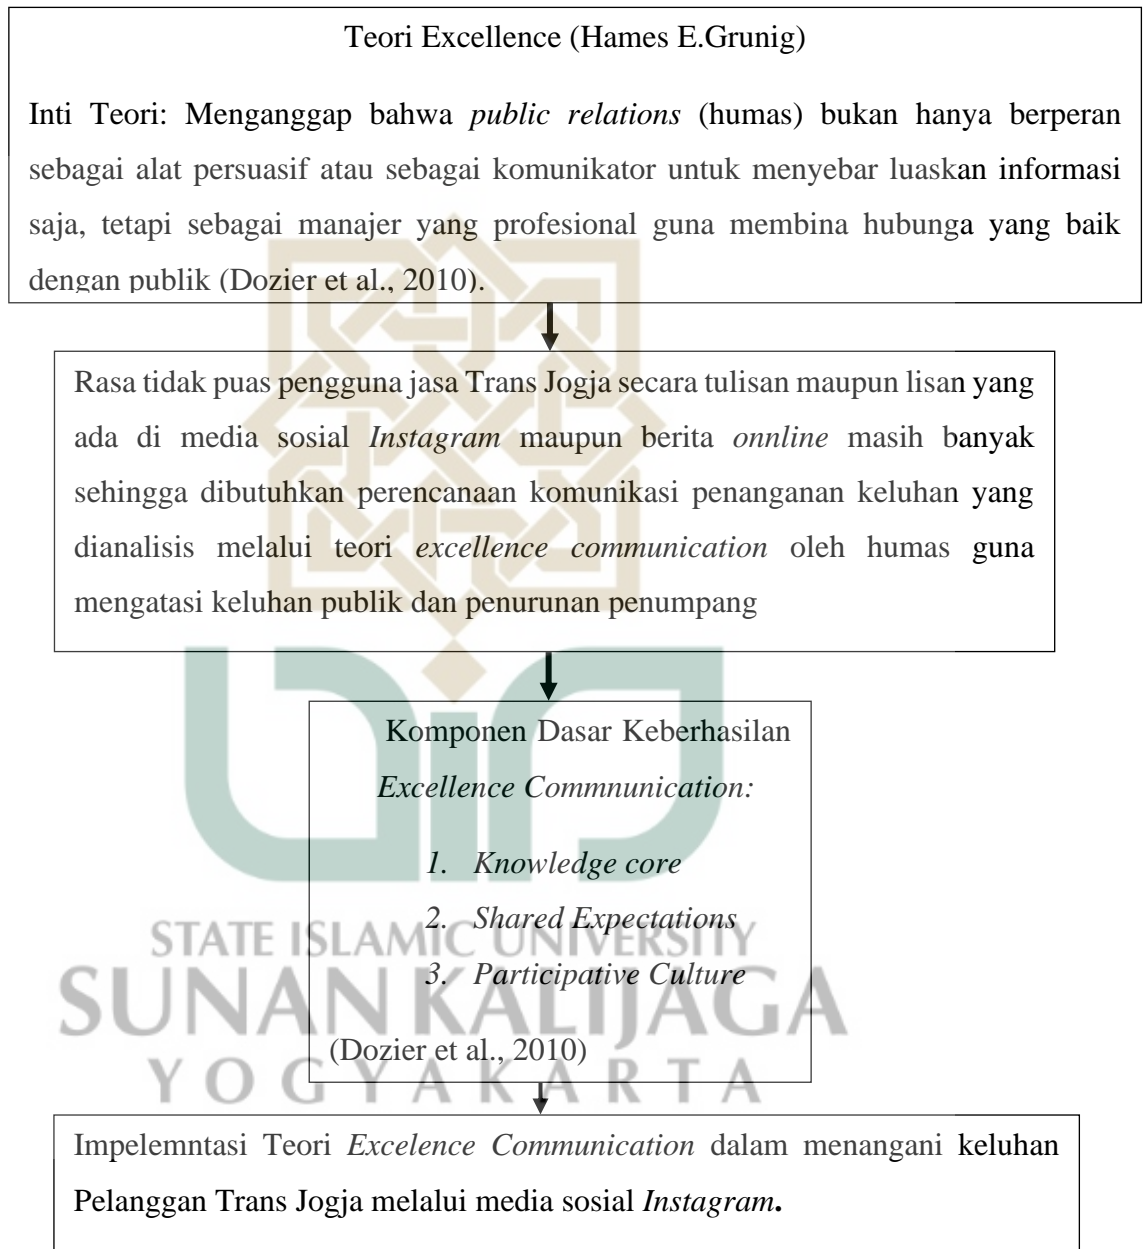 Teori Excellence (Hames E.Grunig)
Inti Teori: Menganggap bahwa public relations (humas) bukan hanya berperan
sebagai alat persuasif atau sebagai komunikator untuk menyebar luaskan informasi
saja, tetapi sebagai manajer yang profesional guna membina hubunga yang baik
dengan publik (Dozier et al., 2010).
Rasa tidak puas pengguna jasa Trans Jogja secara tulisan maupun lisan yang
ada di media sosial Instagram maupun berita onnline masih banyak
sehingga dibutuhkan perencanaan komunikasi penanganan keluhan yang
dianalisis melalui teori excellence communication oleh humas guna
mengatasi keluhan publik dan penurunan penumpang
Komponen Dasar Keberhasilan
Excellence Commnunication:
1. Knowledge core
2. Shared Expectations
3. Participative Culture
(Dozier et al., 2010)
STATE ISLAMIC UNIVERSITY
SUNAN KALIJAGA
YOGYAKARTA
Impelemntasi Teori Excelence Communication dalam menangani keluhan
Pelanggan Trans Jogja melalui media sosial Instagram.